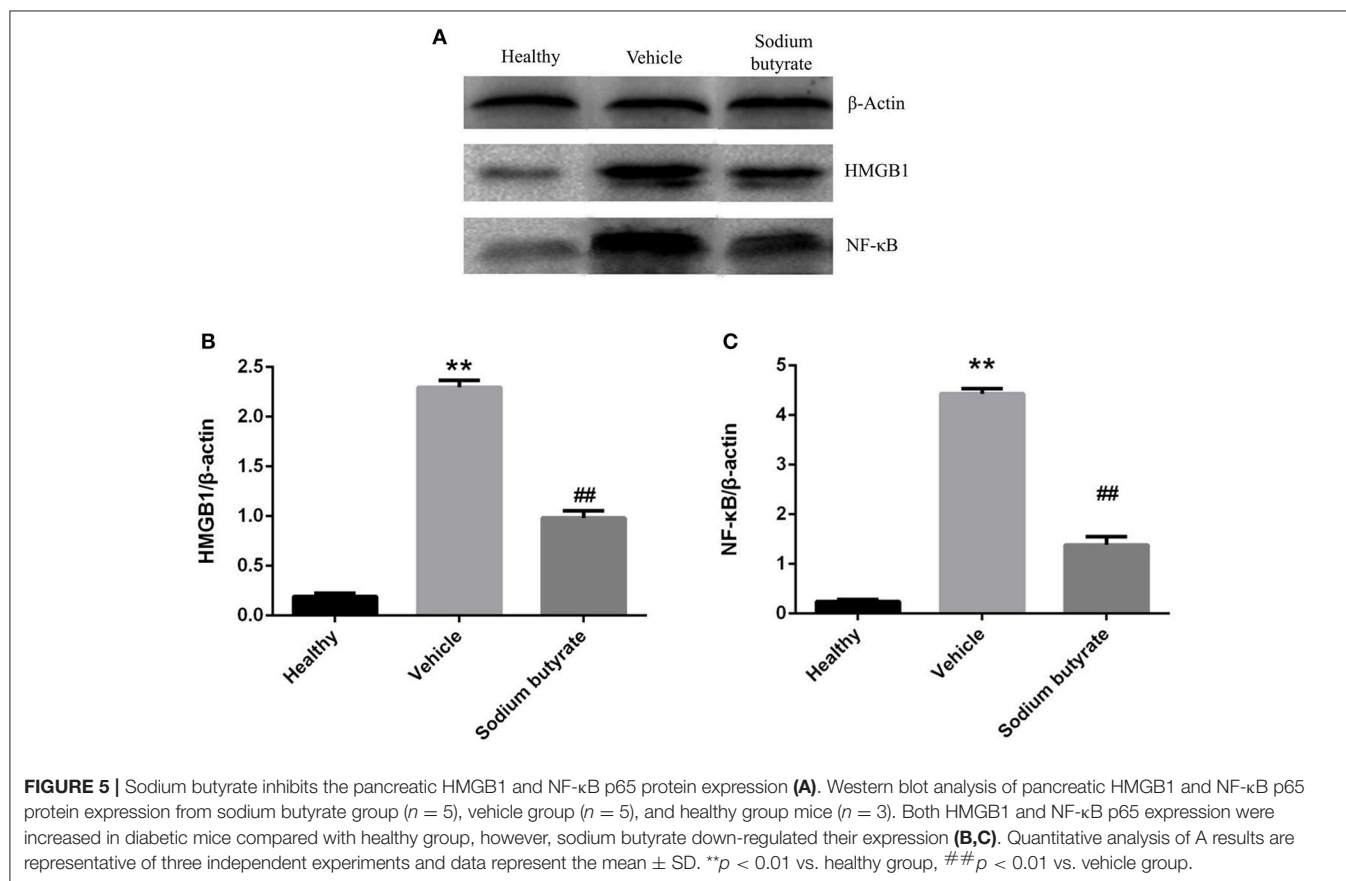 A
Healthy Vehicle Sodium
butyrate
β-Actin
HMGB1
NF-κB
B
HMGB1/β-actin
2.5
2.0
1.5
1.0
0.5
0.0
**
##
Healthy
Vehicle
Sodium butyrate
C
NF-κB/β-actin
5
4
3
2
1
0
**
##
Healthy
Vehicle
Sodium butyrate
FIGURE 5 | Sodium butyrate inhibits the pancreatic HMGB1 and NF-κB p65 protein expression (A). Western blot analysis of pancreatic HMGB1 and NF-κB p65
protein expression from sodium butyrate group (n = 5), vehicle group (n = 5), and healthy group mice (n = 3). Both HMGB1 and NF-κB p65 expression were
increased in diabetic mice compared with healthy group, however, sodium butyrate down-regulated their expression (B,C). Quantitative analysis of A results are
representative of three independent experiments and data represent the mean ± SD. **p < 0.01 vs. healthy group, ##p < 0.01 vs. vehicle group.